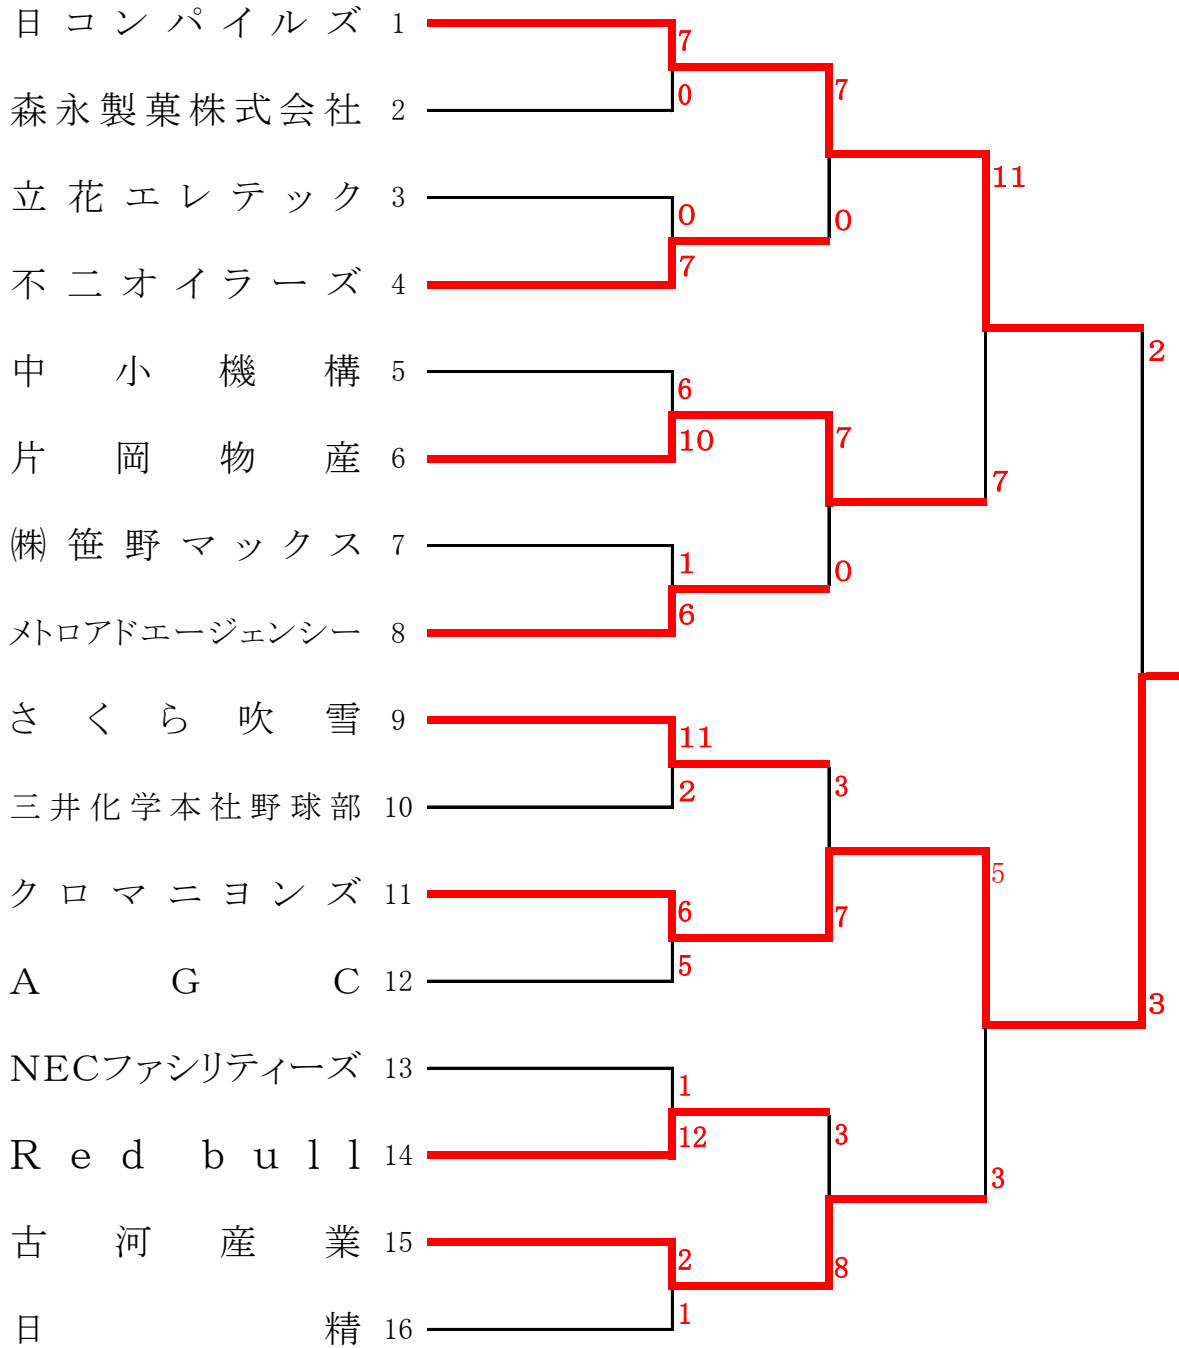 日コンパイルズ 1
7
7
0
森永製菓株式会社 2
11
立花エレテック 3
0
0
7
不二オイラーズ 4
2
中小機構 5
6
7
10
片岡物産 6
7
㈱笹野マックス 7
1
0
6
メトロアドエージェンシー 8
さくら吹雪 9
11
3
2
三井化学本社野球部 10
5
クロマニヨンズ 11
6
7
5
AGC 12
3
NECファシリティーズ 13
1
3
12
Red bull 14
3
古河産業 15
2
8
1
日精 16